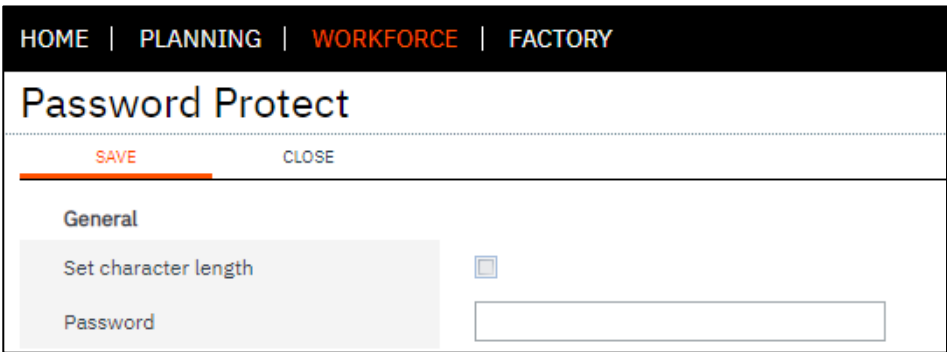 HOME | PLANNING | WORKFORCE | FACTORY
Password Protect
SAVE CLOSE
General
Set character length
Password